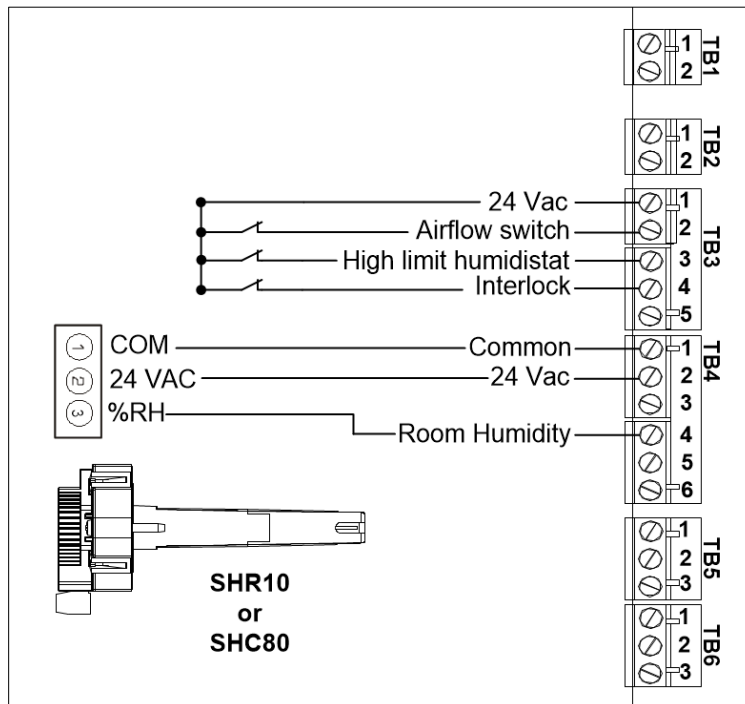 1
2
TB1
1
2
TB2
24 Vac 1
Airflow switch 2
High limit humidistat 3
Interlock 4
5
TB3
1 COM Common 1
2 24 VAC 24 Vac 2
3 %RH 3
Room Humidity 4
5
6
TB4
SHR10
or
SHC80
1
2
3
TB5
1
2
3
TB6